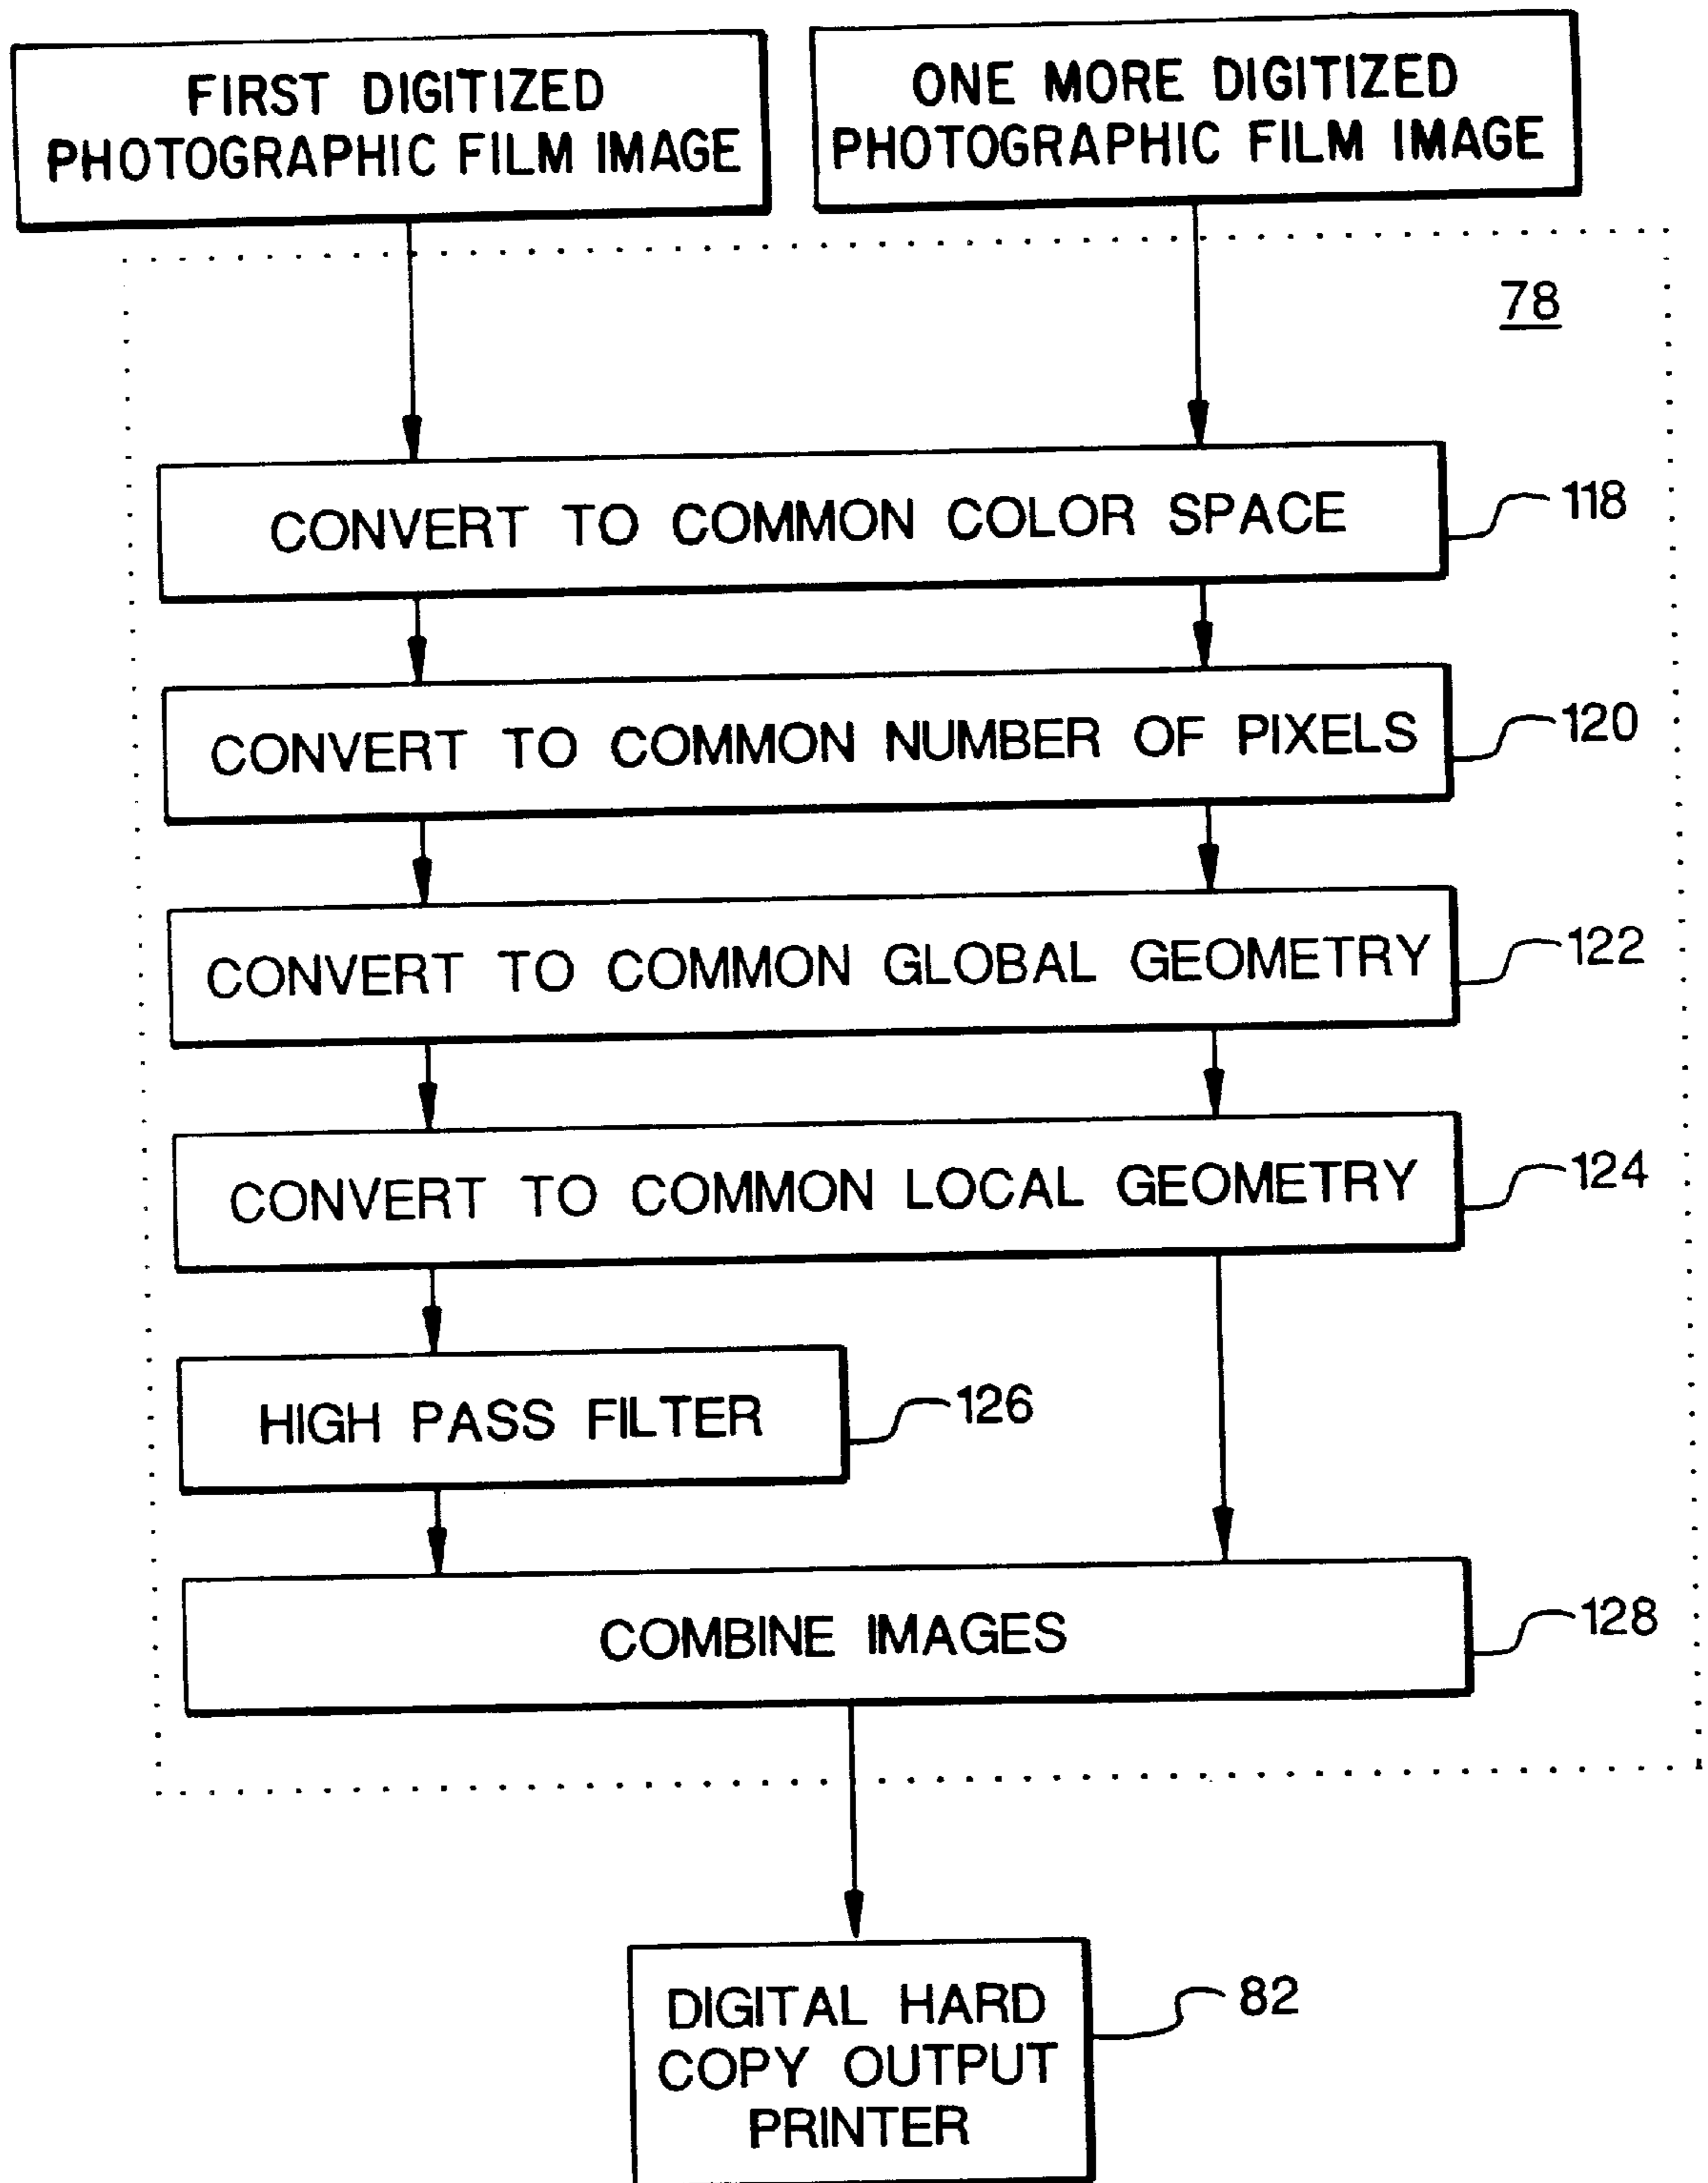 FIRST DIGITIZED
PHOTOGRAPHIC FILM IMAGE
ONE MORE DIGITIZED
PHOTOGRAPHIC FILM IMAGE
78
CONVERT TO COMMON COLOR SPACE
118
CONVERT TO COMMON NUMBER OF PIXELS
120
CONVERT TO COMMON GLOBAL GEOMETRY
122
CONVERT TO COMMON LOCAL GEOMETRY
124
HIGH PASS FILTER
126
COMBINE IMAGES
128
DIGITAL HARD
COPY OUTPUT
PRINTER
82